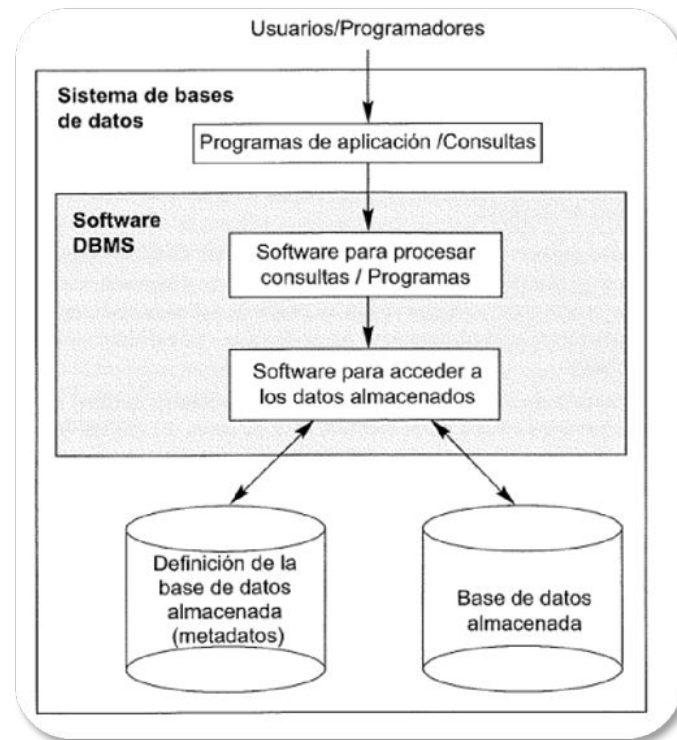 Usuarios/Programadores
Sistema de bases
de datos
Programas de aplicación /Consultas
Software
DBMS
Software para procesar
consultas / Programas
Software para acceder a
los datos almacenados
Definición de la
base de datos
almacenada
(metadatos)
Base de datos
almacenada